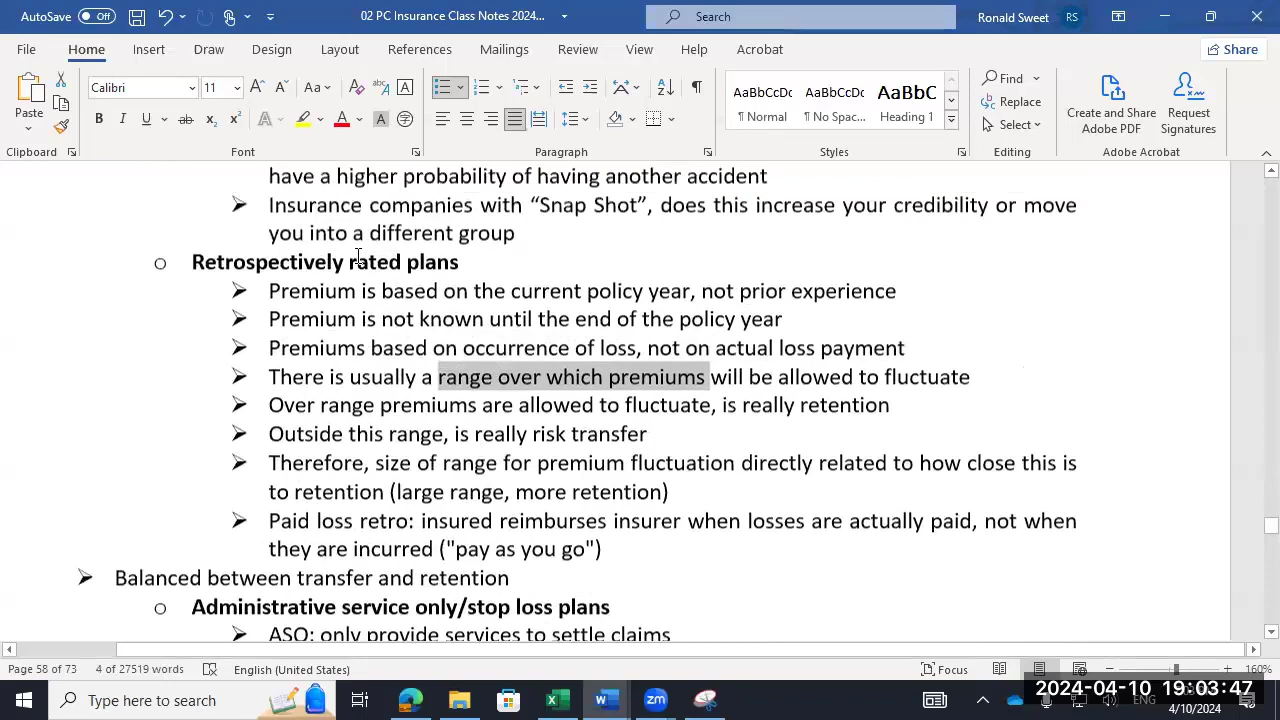 AutoSave Off
02 PC Insurance Class Notes 2024...
Search
Ronald Sweet RS
File Home Insert Draw Design Layout References Mailings Review View Help Acrobat
Share
Calibri 11
Paste
AaBbCcDc AaBbCcDc AaBbC
¶ Normal ¶ No Spac... Heading 1
Find
Replace
Select
Create and Share Adobe PDF
Request Signatures
Clipboard Font Paragraph Styles Editing Adobe Acrobat
have a higher probability of having another accident
Insurance companies with “Snap Shot”, does this increase your credibility or move
you into a different group
Retrospectively rated plans
Premium is based on the current policy year, not prior experience
Premium is not known until the end of the policy year
Premiums based on occurrence of loss, not on actual loss payment
There is usually a range over which premiums will be allowed to fluctuate
Over range premiums are allowed to fluctuate, is really retention
Outside this range, is really risk transfer
Therefore, size of range for premium fluctuation directly related to how close this is
to retention (large range, more retention)
Paid loss retro: insured reimburses insurer when losses are actually paid, not when
they are incurred ("pay as you go")
Balanced between transfer and retention
Administrative service only/stop loss plans
ASO: only provide services to settle claims
Page 58 of 73 4 of 27519 words English (United States) Focus 160%
Type here to search
2024-04-10 19:03:47
ENG
4/10/2024